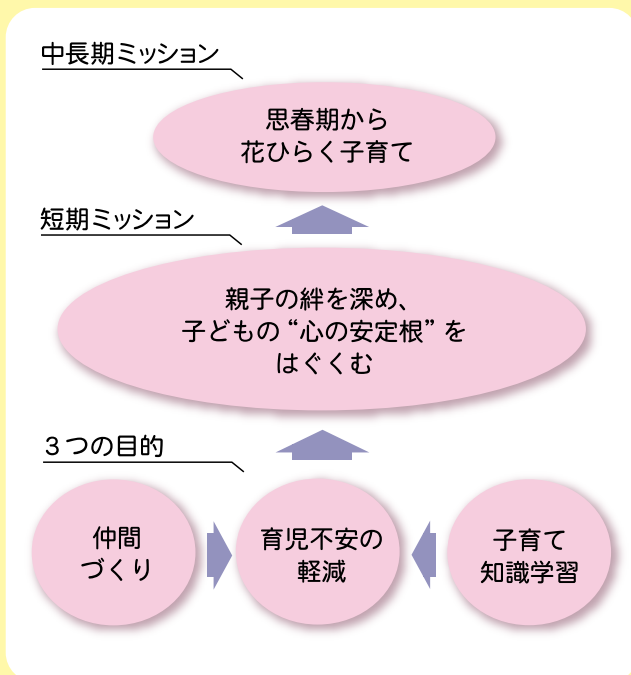 中長期ミッション
思春期から
花ひらく子育て
短期ミッション
親子の絆を深め、
子どもの“心の安定根”を
はぐくむ
3つの目的
仲間
づくり
育児不安の
軽減
子育て
知識学習